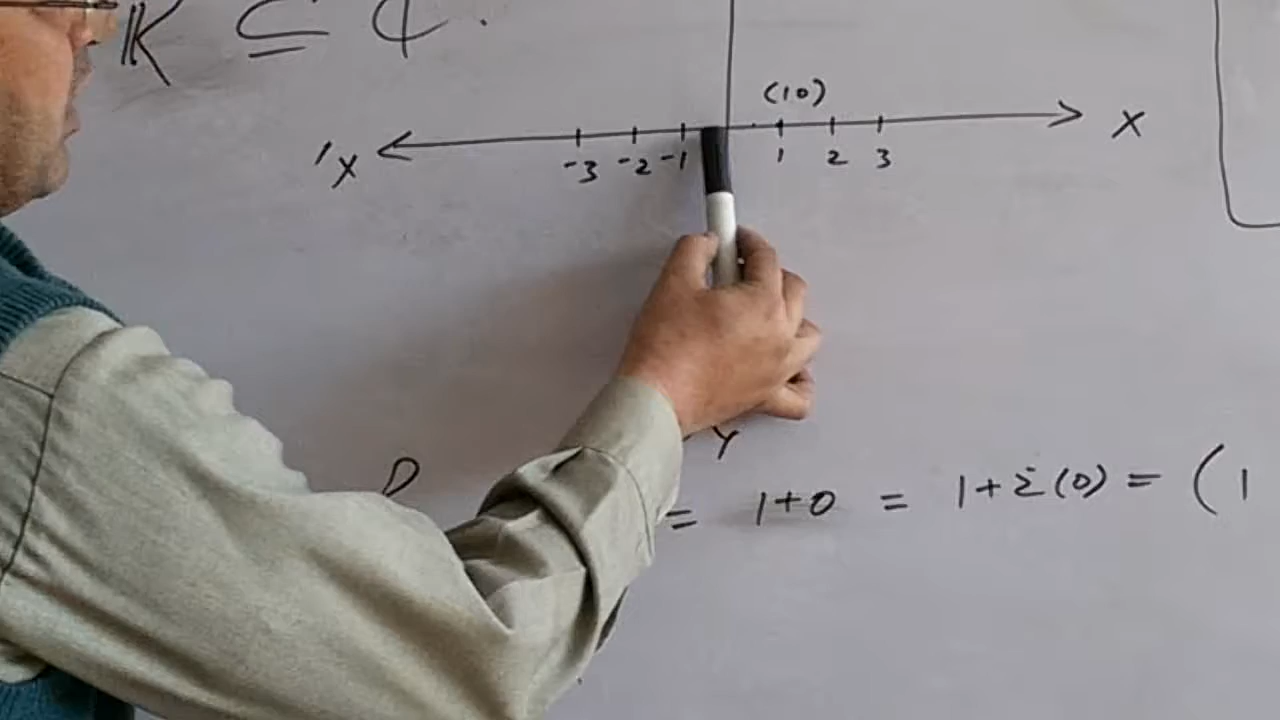 ℝ ⊆ ₵.
(10)
'X X
-3 -2 -1 1 2 3
Y
= 1+0 = 1+i(0) = (1